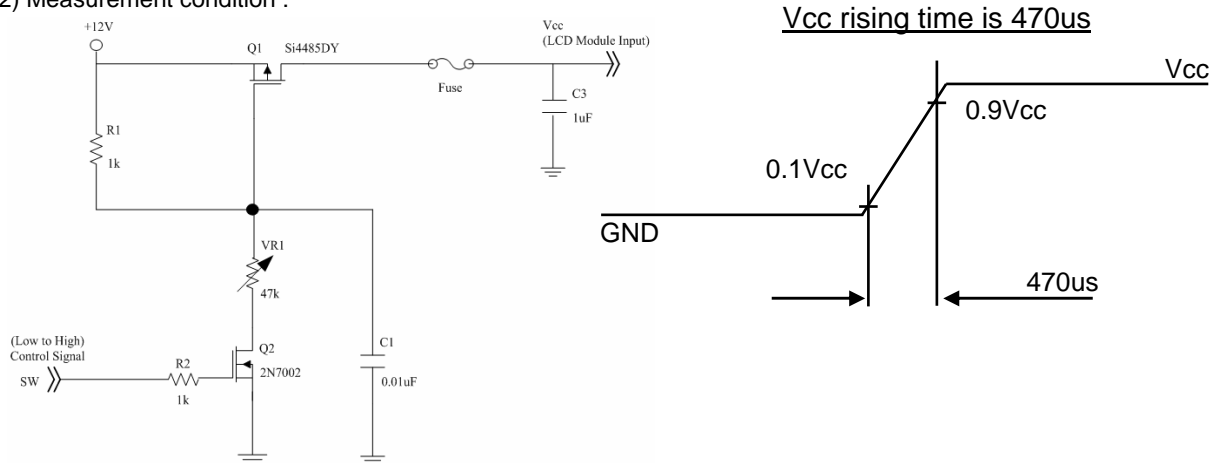 2) Measurement condition :
+12V
Q1
Si4485DY
Vcc
(LCD Module Input)
Fuse
C3
1uF
R1
1k
VR1
47k
(Low to High)
Control Signal
SW
R2
1k
Q2
2N7002
C1
0.01uF
Vcc rising time is 470us
Vcc
0.9Vcc
0.1Vcc
GND
470us